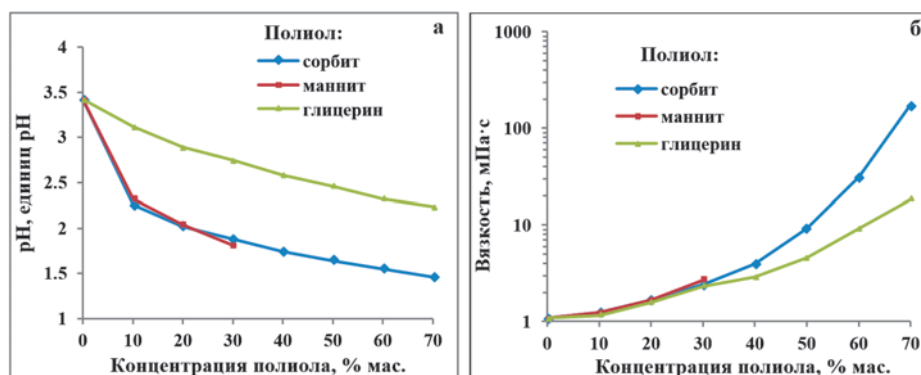 а
Полиол:
сорбит
маннит
глицерин
4
3.5
3
2.5
2
1.5
1
рН, единиц рН
0 10 20 30 40 50 60 70
Концентрация полиола, % мас.
б
Полиол:
сорбит
маннит
глицерин
1000
100
10
1
Вязкость, мПа·с
0 10 20 30 40 50 60 70
Концентрация полиола, % мас.